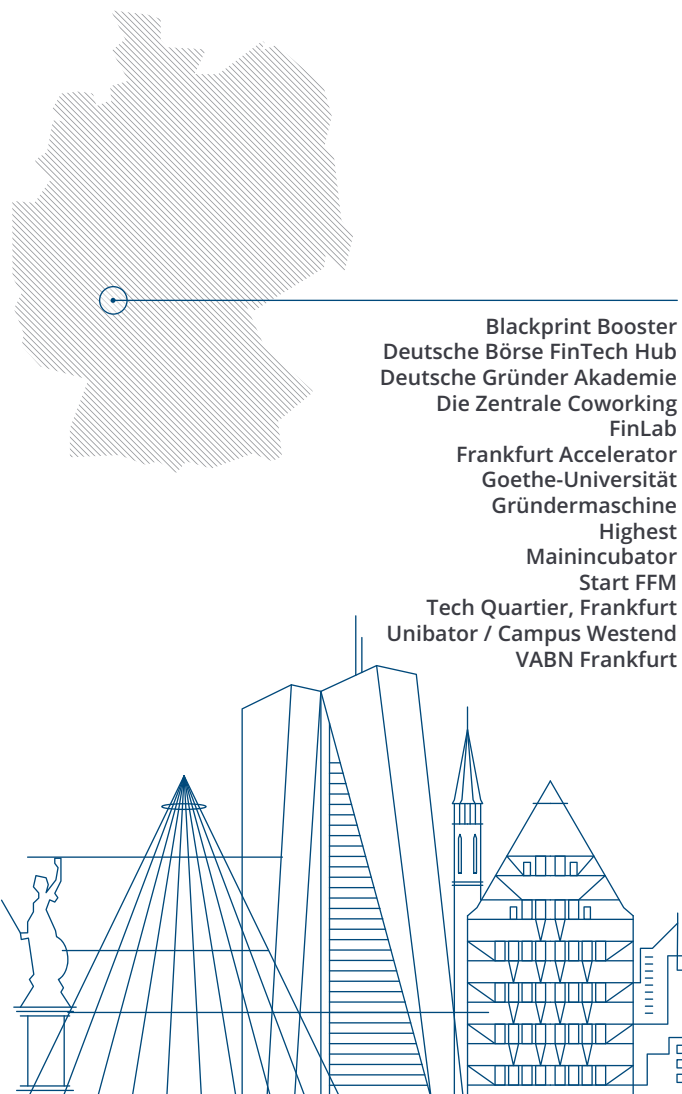 Blackprint Booster
Deutsche Börse FinTech Hub
Deutsche Gründer Akademie
Die Zentrale Coworking
FinLab
Frankfurt Accelerator
Goethe-Universität
Gründermaschine
Highest
Mainincubator
Start FFM
Tech Quartier, Frankfurt
Unibator / Campus Westend
VABN Frankfurt